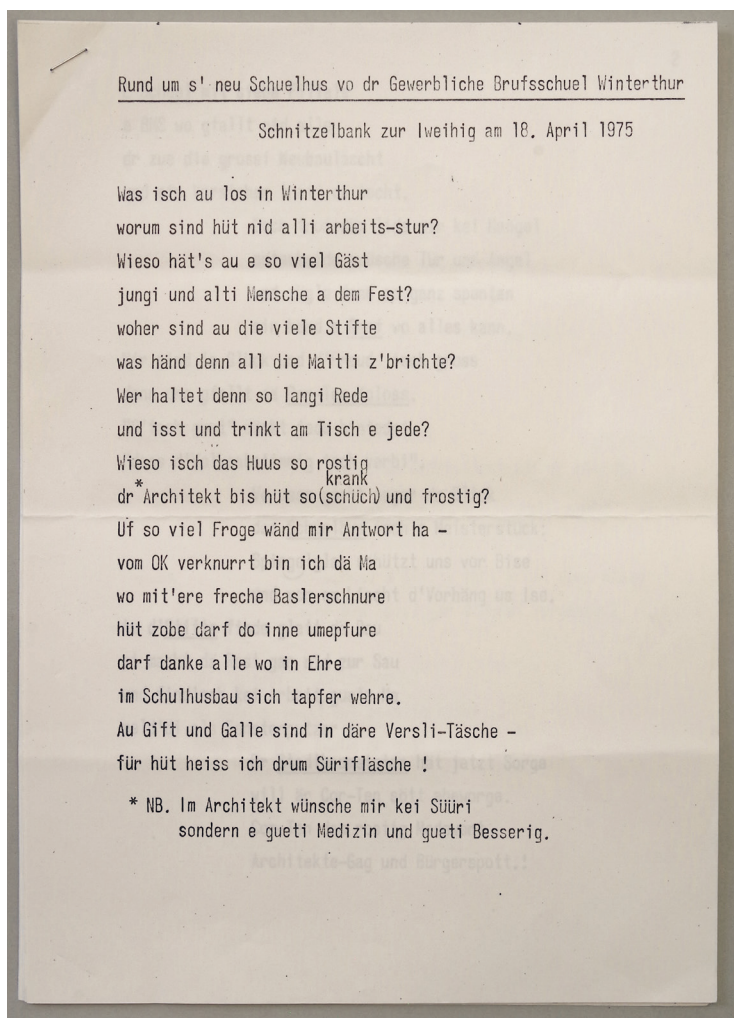 Rund um s' neu Schuelhus vo dr Gewerbliche Brufsschuel Winterthur
Schnitzelbank zur Iweihig am 18. April 1975
Was isch au los in Winterthur
worum sind hüt nid alli arbeits-stur?
Wieso hät's au e so viel Gäst
jungi und alti Mensche a dem Fest?
woher sind au die viele Stifte
was händ denn all die Maitli z'brichte?
Wer haltet denn so langi Rede
und isst und trinkt am Tisch e jede?
Wieso isch das Huus so rostig
krank
dr * Architekt bis hüt so(schüch) und frostig?
Uf so viel Froge wänd mir Antwort ha -
vom OK verknurrt bin ich dä Ma
wo mit'ere freche Baslerschnure
hüt zobe darf do inne umepfure
darf danke alle wo in Ehre
im Schulhusbau sich tapfer wehre.
Au Gift und Galle sind in däre Versli-Täsche -
für hüt heiss ich drum Sürifläsche !
* NB. Im Architekt wünsche mir kei Süüri
sondern e gueti Medizin und gueti Besserig.